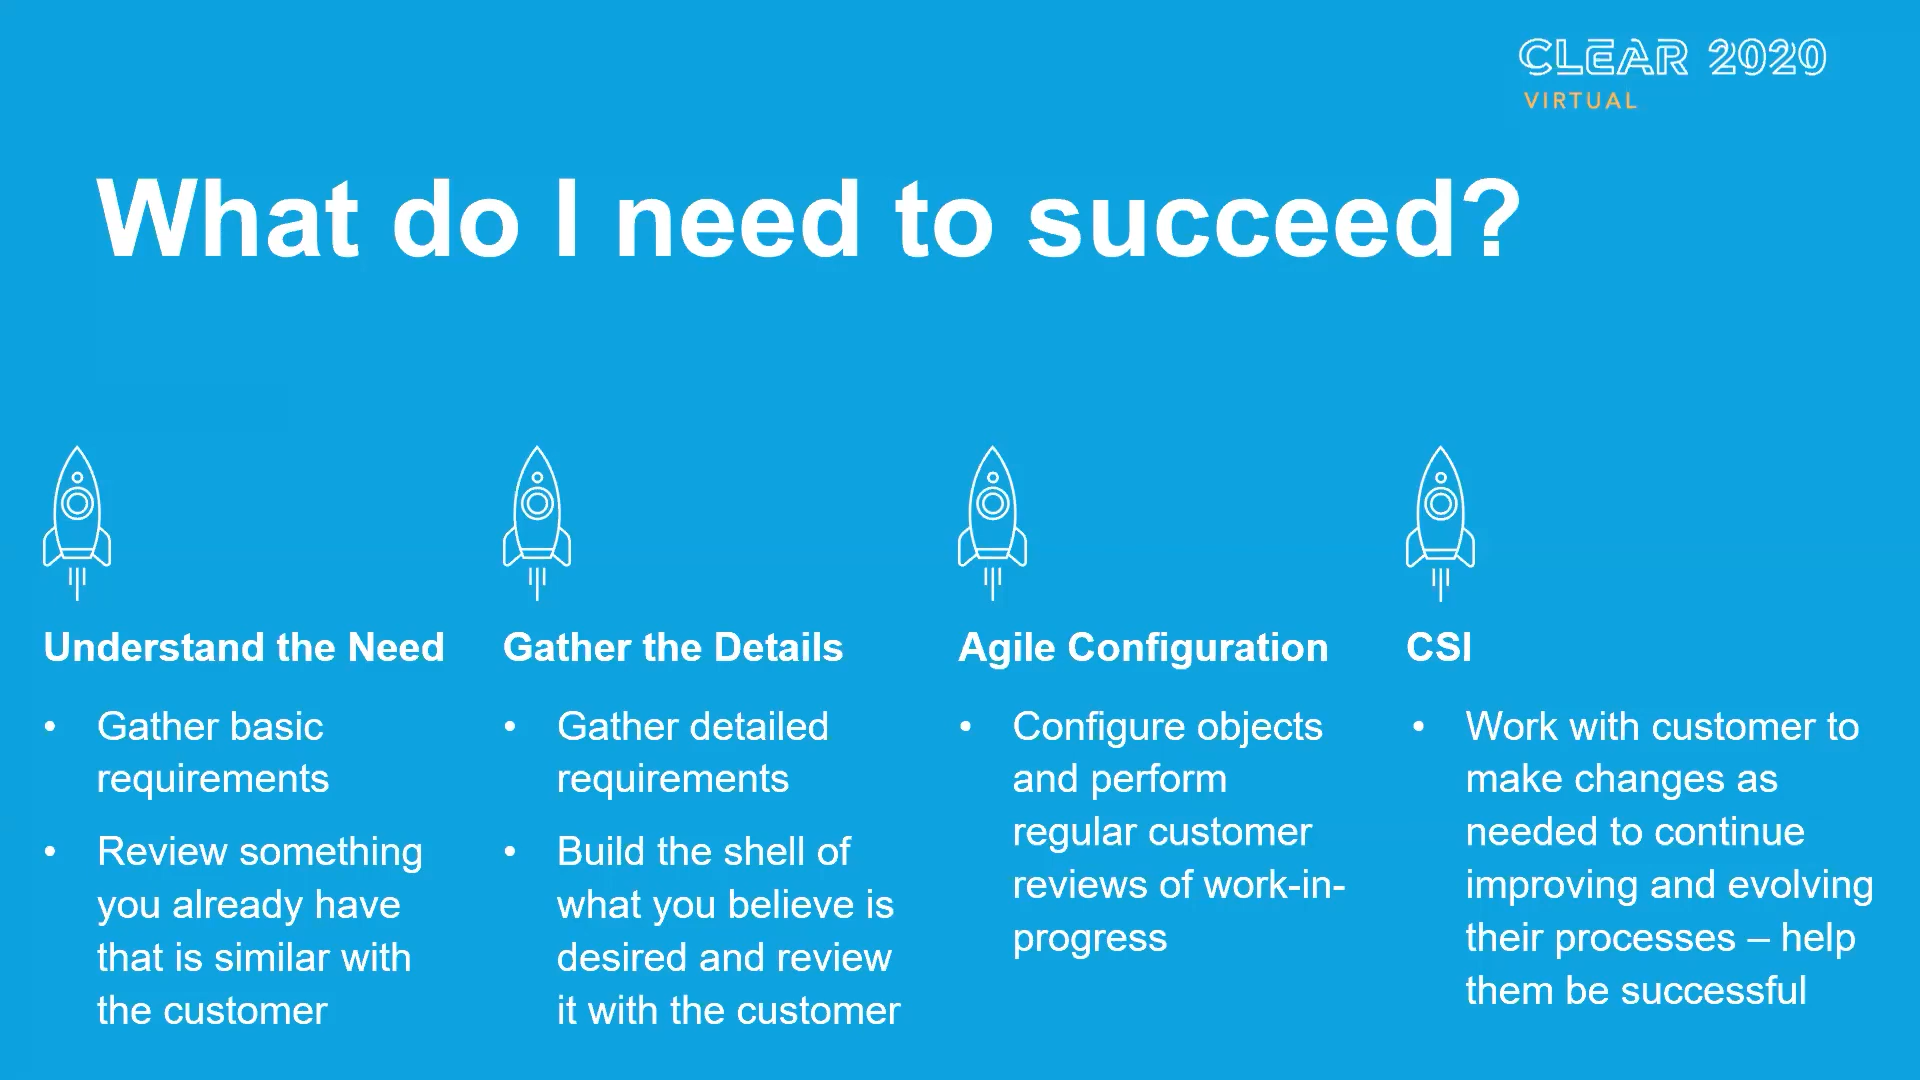 CLEAR 2020
VIRTUAL
What do I need to succeed?
Understand the Need
• Gather basic
requirements
• Review something
you already have
that is similar with
the customer
Gather the Details
• Gather detailed
requirements
• Build the shell of
what you believe is
desired and review
it with the customer
Agile Configuration
• Configure objects
and perform
regular customer
reviews of work-in-
progress
CSI
• Work with customer to
make changes as
needed to continue
improving and evolving
their processes – help
them be successful